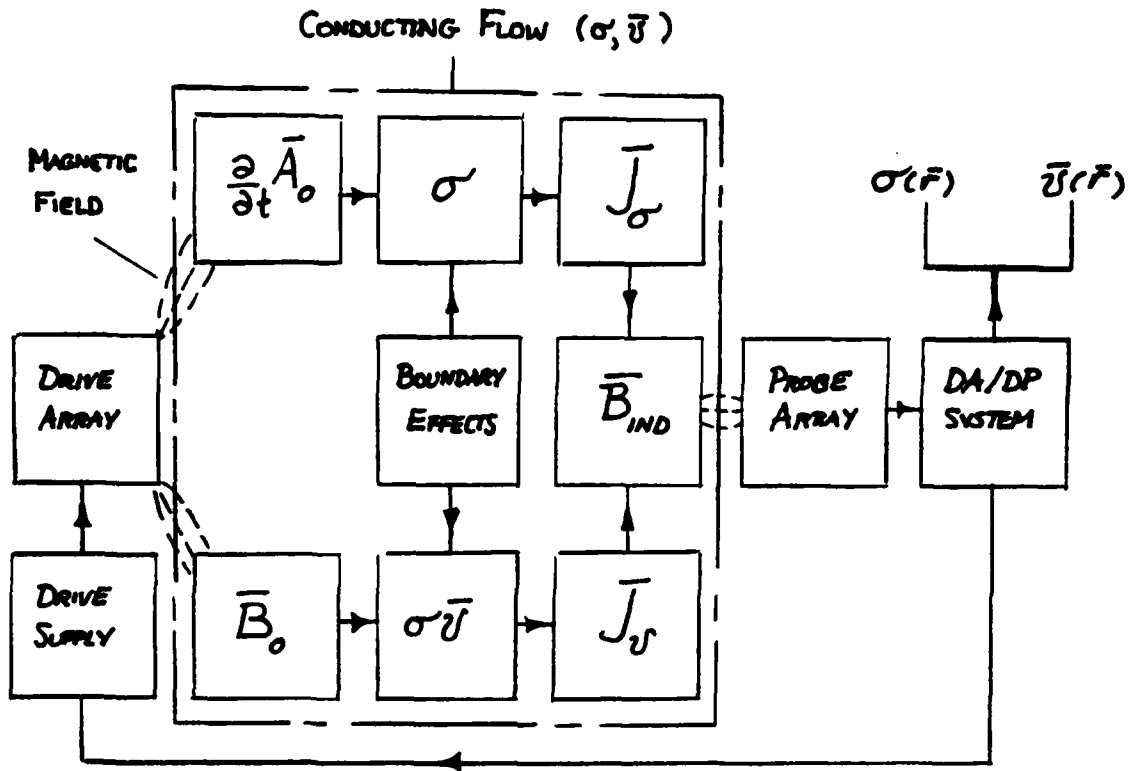 CONDUCTING FLOW (σ, v̄)
MAGNETIC
FIELD
∂/∂t Ā₀
σ
J̄σ
σ(r̄)
v̄(r̄)
DRIVE
ARRAY
BOUNDARY
EFFECTS
B̄IND
PROBE
ARRAY
DA/DP
SYSTEM
DRIVE
SUPPLY
B̄₀
σv̄
J̄v